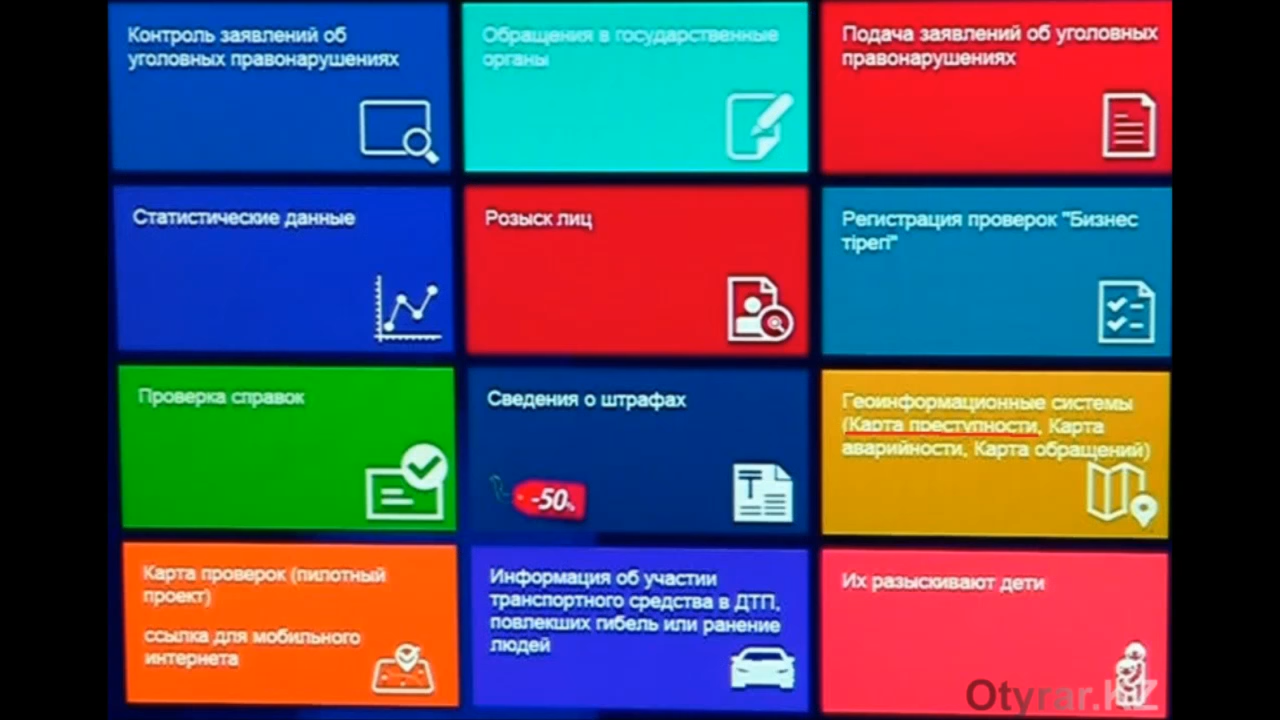 Контроль заявлений об
уголовных правонарушениях
Обращения в государственные
органы
Подача заявлений об уголовных
правонарушениях
Статистические данные
Розыск лиц
Регистрация проверок "Бизнес
тірегі"
Проверка справок
Сведения о штрафах
-50%
Геоинформационные системы
(Карта преступности, Карта
аварийности, Карта обращений)
Карта проверок (пилотный
проект)
ссылка для мобильного
интернета
Информация об участии
транспортного средства в ДТП,
повлекших гибель или ранение
людей
Их разыскивают дети
Otyrar.KZ